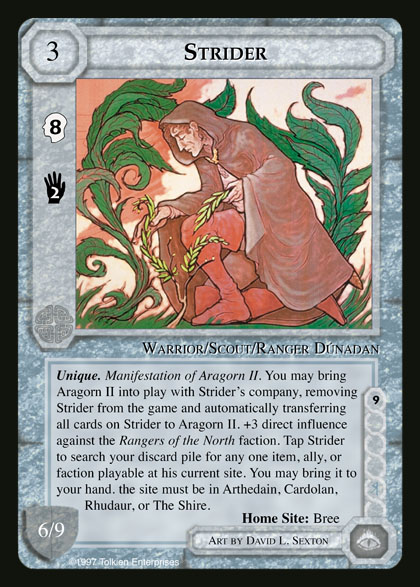 3
STRIDER
8
2
WARRIOR/SCOUT/RANGER DÚNADAN
Unique. Manifestation of Aragorn II. You may bring
Aragorn II into play with Strider's company, removing
Strider from the game and automatically transferring
all cards on Strider to Aragorn II. +3 direct influence
against the Rangers of the North faction. Tap Strider
to search your discard pile for any one item, ally, or
faction playable at his current site. You may bring it to
your hand. the site must be in Arthedain, Cardolan,
Rhudaur, or The Shire.
9
Home Site: Bree
6/9
ART BY DAVID L. SEXTON
©1997 Tolkien Enterprises